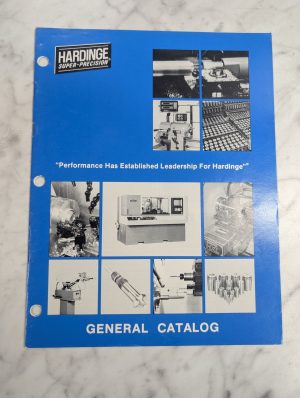 HARDINGE
SUPER-PRECISION®
"Performance Has Established Leadership For Hardinge"®
GENERAL CATALOG